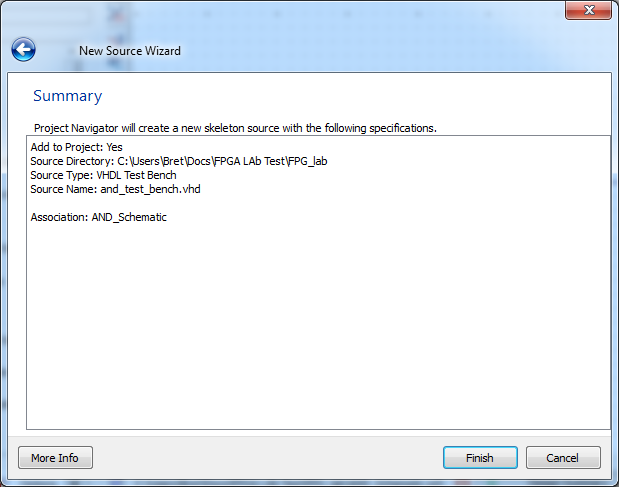 New Source Wizard
Summary
Project Navigator will create a new skeleton source with the following specifications.
Add to Project: Yes
Source Directory: C:\Users\Bret\Docs\FPGA LAb Test\FPG_lab
Source Type: VHDL Test Bench
Source Name: and_test_bench.vhd
Association: AND_Schematic
More Info
Finish
Cancel